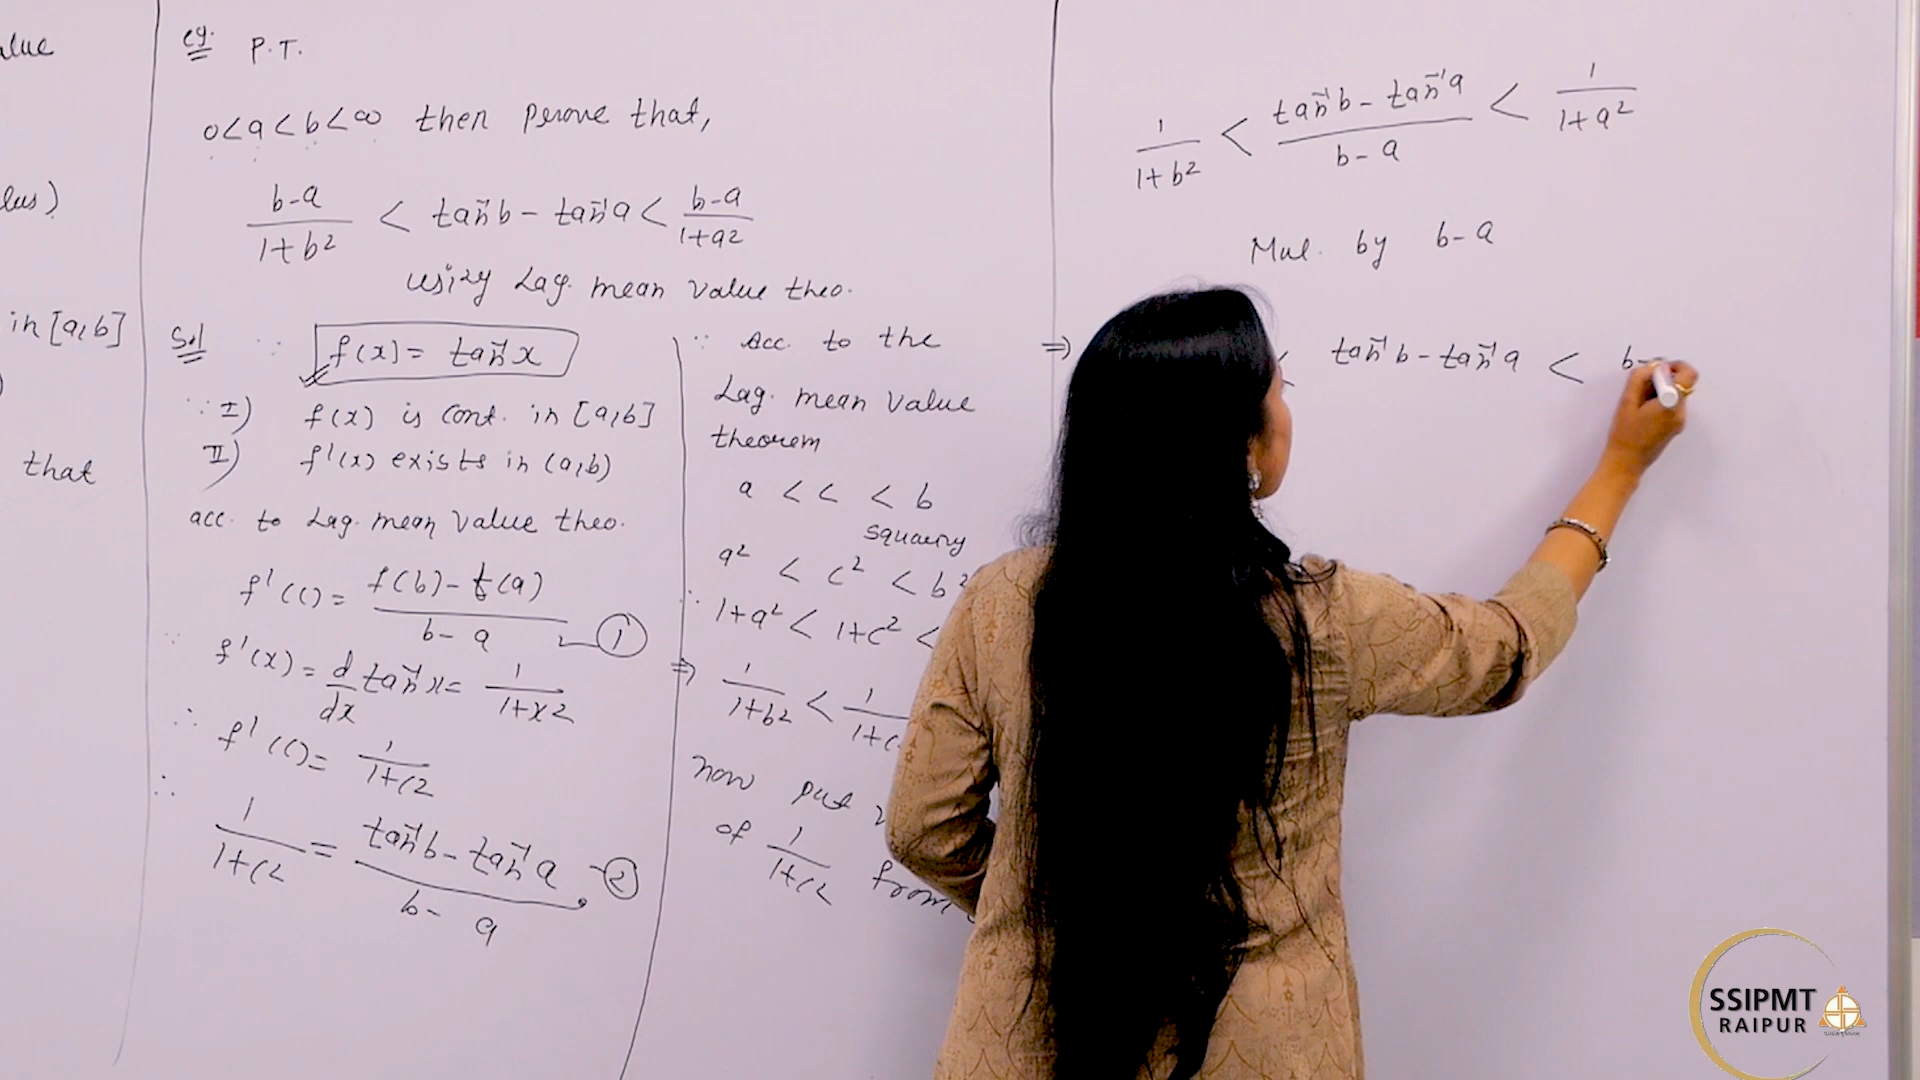 alue
lus)
in [a,b]
)
that
eg. P.T.
0<a<b<∞ then perove that,
b-a/1+b² < tan⁻¹b - tan⁻¹a < b-a/1+a²
using Lag. mean value theo.
Sol ∵ f(x) = tan⁻¹x
∵ I) f(x) is cont. in [a,b]
II) f'(x) exists in (a,b)
acc. to Lag. mean value theo.
f'(c) = f(b) - f(a)/b-a — ①
∵ f'(x) = d/dx tan⁻¹x = 1/1+x²
∴ f'(c) = 1/1+c²
∴ 1/1+c² = tan⁻¹b - tan⁻¹a/b-a — ②
∵ Acc. to the
Lag. mean value
theorem
a < c < b
squaring
a² < c² < b²
∴ 1+a² < 1+c² <
⇒ 1/1+b² < 1/1+c
now put
of 1/1+c² from
1/1+b² < tan⁻¹b - tan⁻¹a/b-a < 1/1+a²
Mul. by b-a
⇒ < tan⁻¹b - tan⁻¹a < b-
SSIPMT
RAIPUR